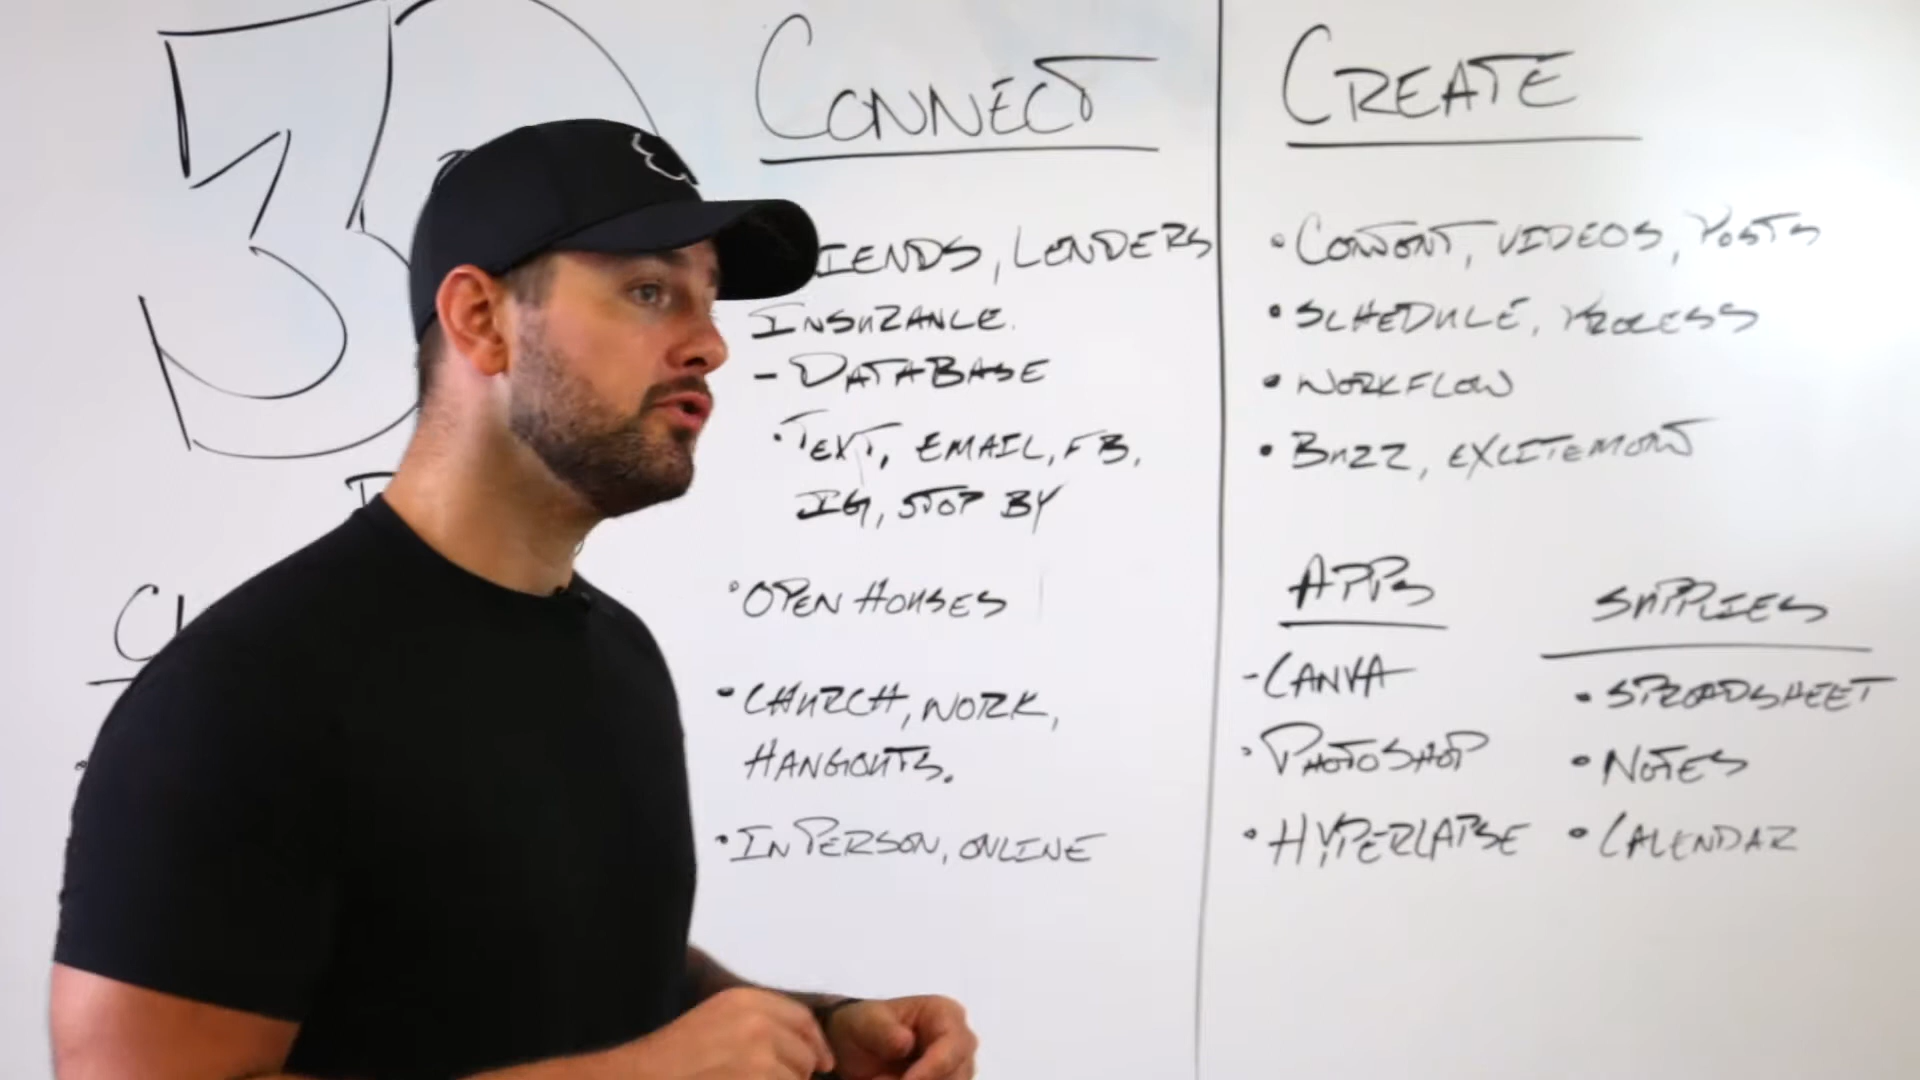 30
CONNECT
IENDS, LENDERS
INSURANCE.
- DATABASE
• TEXT, EMAIL, FB,
IG, STOP BY
• OPEN HOUSES
• CHURCH, WORK,
HANGOUTS.
• IN PERSON, ONLINE
CREATE
• CONTENT, VIDEOS, POSTS
• SCHEDULE, PROCESS
• WORKFLOW
• BUZZ, EXCITEMENT
APPS
- CANVA
• PHOTOSHOP
• HYPERLAPSE
SUPPLIES
• SPREADSHEET
• NOTES
• CALENDAR